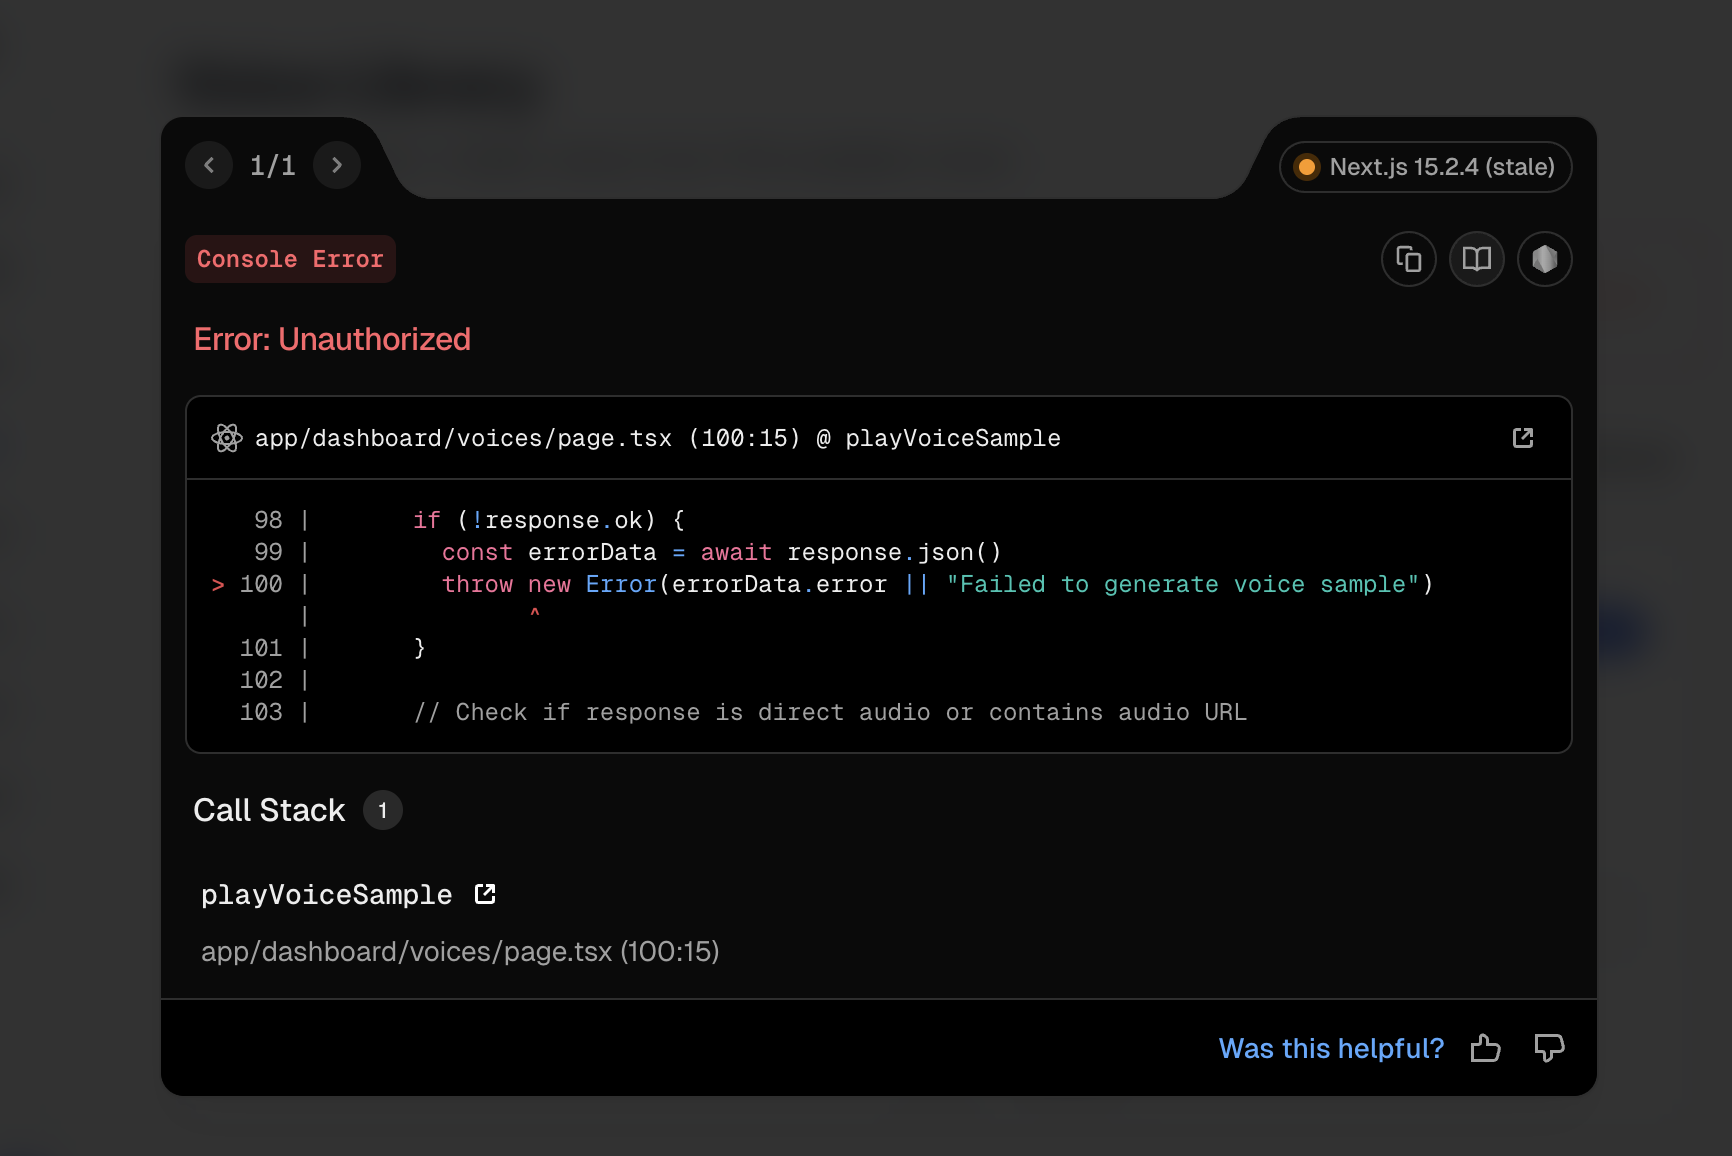 1/1
Next.js 15.2.4 (stale)
Console Error
Error: Unauthorized
app/dashboard/voices/page.tsx (100:15) @ playVoiceSample
98 | if (!response.ok) {
99 | const errorData = await response.json()
> 100 | throw new Error(errorData.error || "Failed to generate voice sample")
| ^
101 | }
102 |
103 | // Check if response is direct audio or contains audio URL
Call Stack 1
playVoiceSample
app/dashboard/voices/page.tsx (100:15)
Was this helpful?